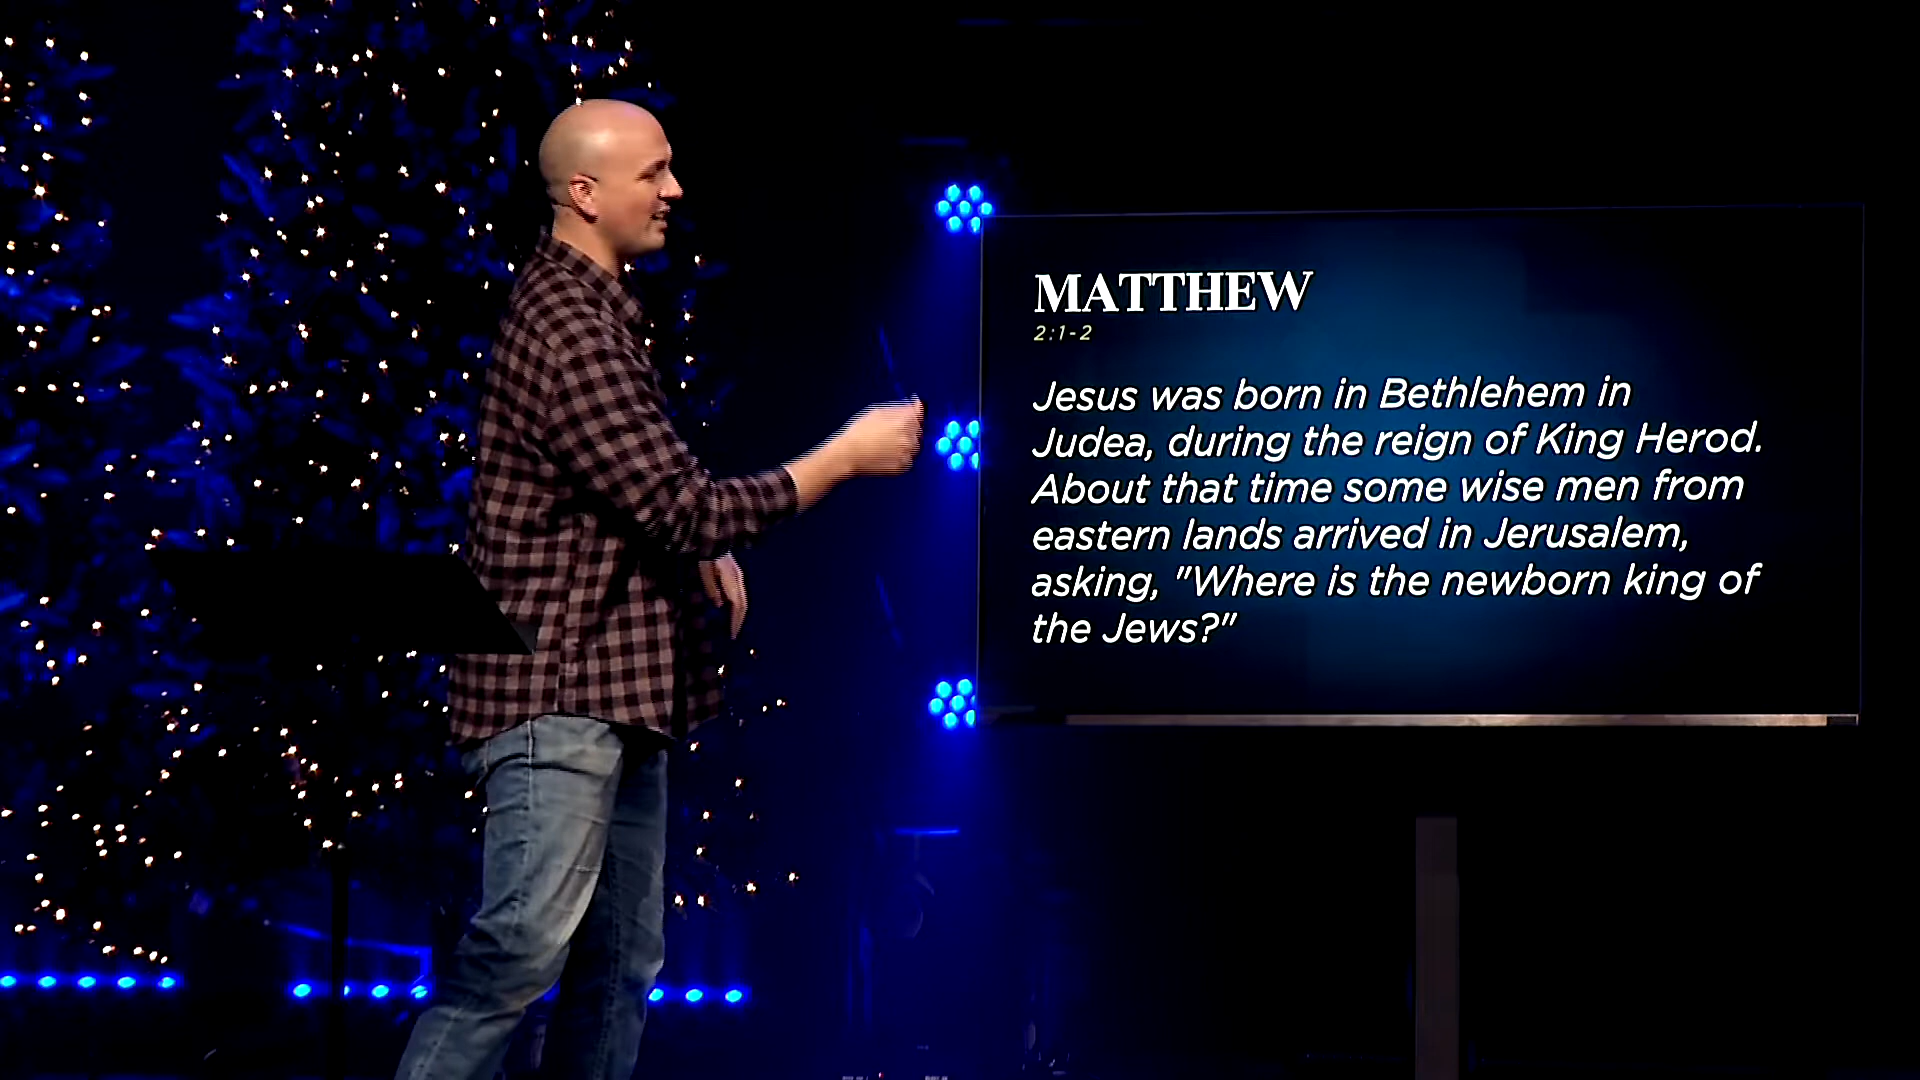 MATTHEW
2:1-2
Jesus was born in Bethlehem in
Judea, during the reign of King Herod.
About that time some wise men from
eastern lands arrived in Jerusalem,
asking, "Where is the newborn king of
the Jews?"